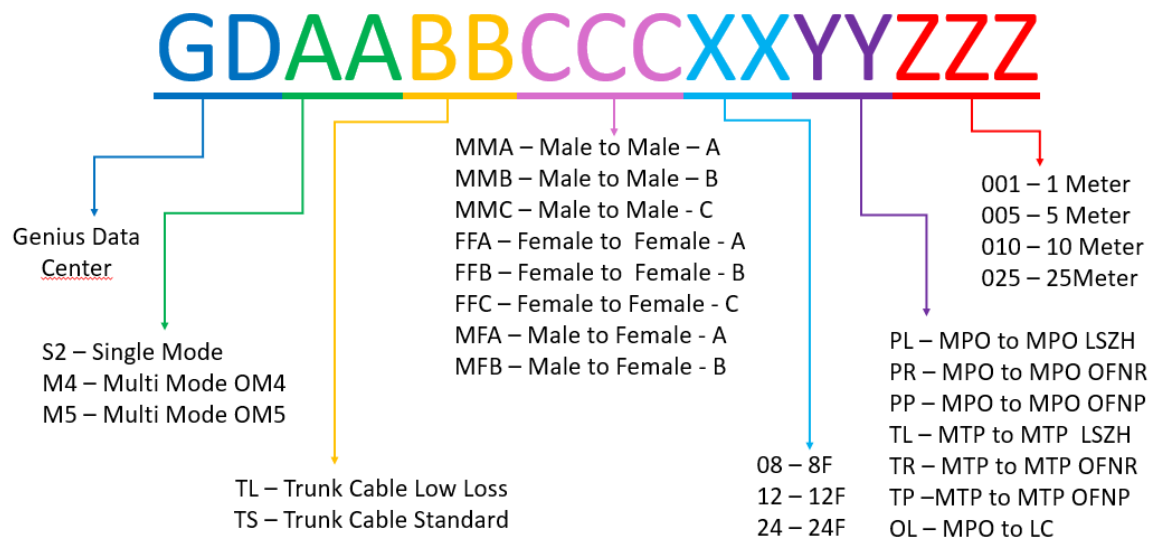 GDAABBCCCXXYYZZZ
Genius Data
Center
S2 – Single Mode
M4 – Multi Mode OM4
M5 – Multi Mode OM5
TL – Trunk Cable Low Loss
TS – Trunk Cable Standard
MMA – Male to Male – A
MMB – Male to Male – B
MMC – Male to Male - C
FFA – Female to  Female - A
FFB – Female to  Female - B
FFC – Female to Female - C
MFA – Male to Female - A
MFB – Male to Female - B
08 – 8F
12 – 12F
24 – 24F
PL – MPO to MPO LSZH
PR – MPO to MPO OFNR
PP – MPO to MPO OFNP
TL – MTP to MTP  LSZH
TR – MTP to MTP OFNR
TP –MTP to MTP OFNP
OL – MPO to LC
001 – 1 Meter
005 – 5 Meter
010 – 10 Meter
025 – 25Meter